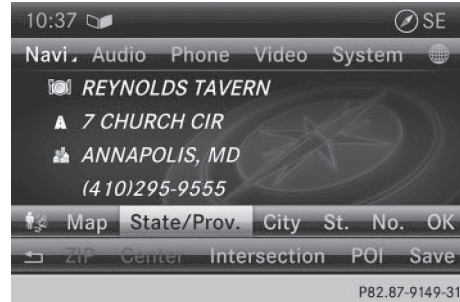 10:37 SE
Navi Audio Phone Video System
REYNOLDS TAVERN
A 7 CHURCH CIR
ANNAPOLIS, MD
(410)295-9555
Map State/Prov. City St. No. OK
ZIP Center Intersection POI Save
P82.87-9149-31